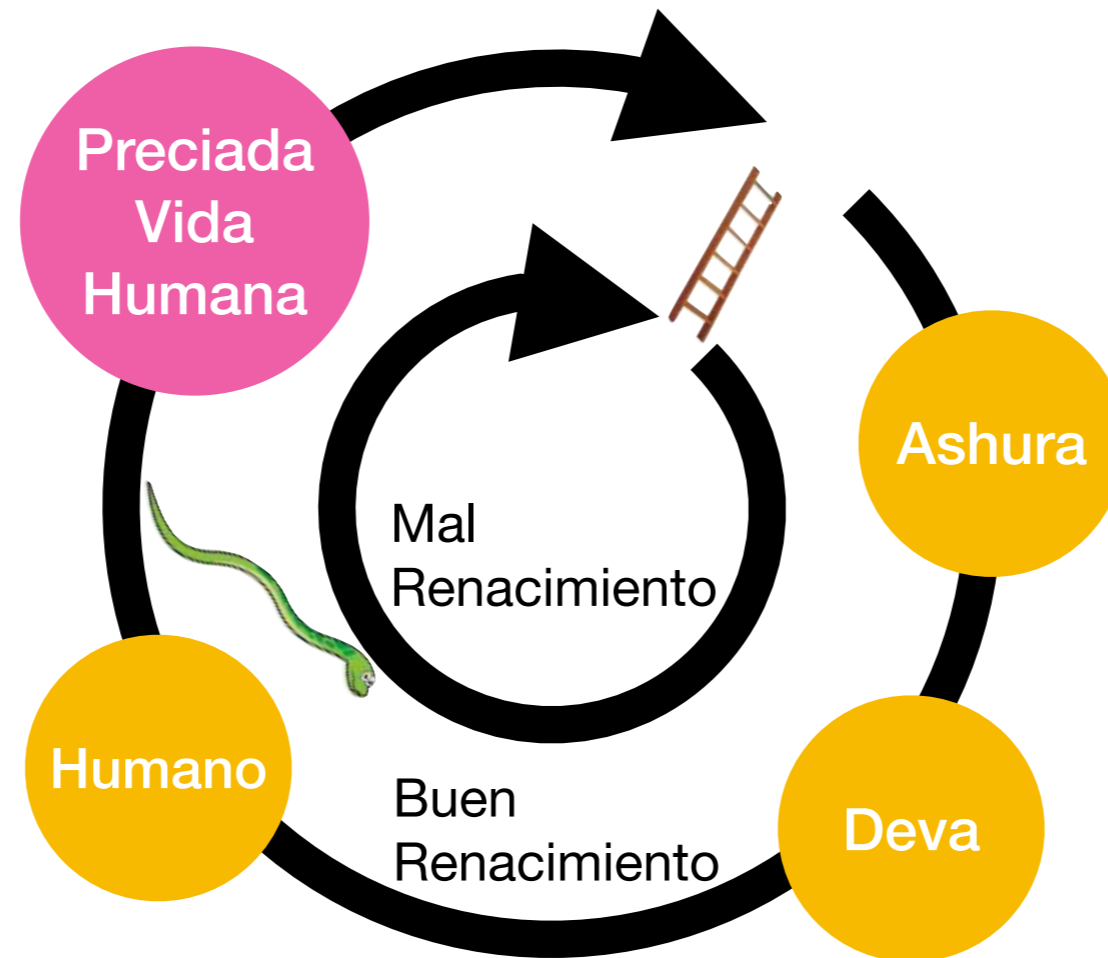 Preciada
Vida
Humana
Ashura
Mal
Renacimiento
Humano
Buen
Renacimiento
Deva